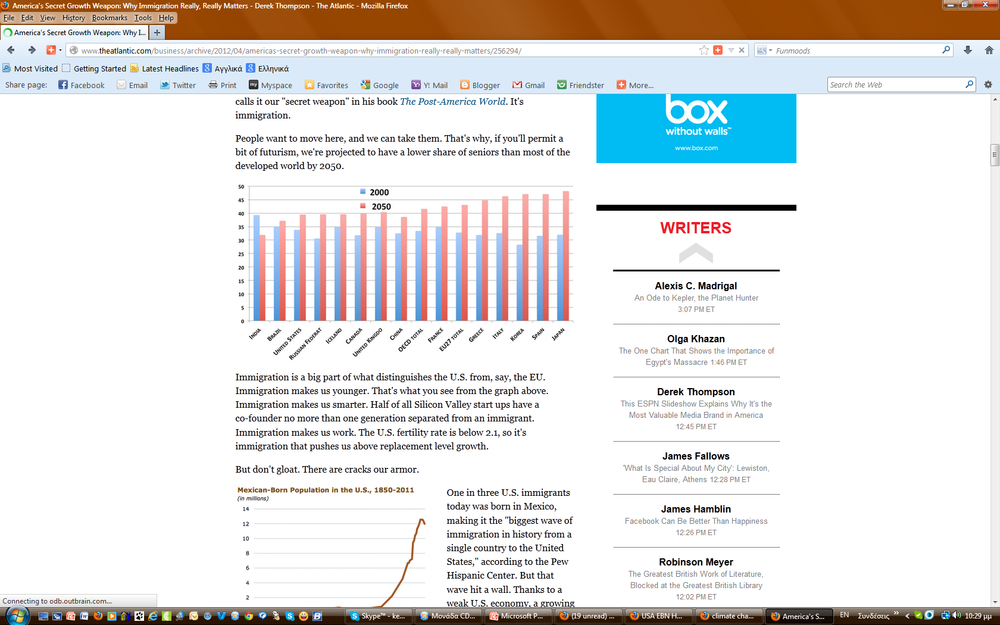 America's Secret Growth Weapon: Why Immigration Really, Really Matters - Derek Thompson - The Atlantic - Mozilla Firefox
File Edit View History Bookmarks Tools Help
America's Secret Growth Weapon: Why I... +
www.theatlantic.com/business/archive/2012/04/americas-secret-growth-weapon-why-immigration-really-really-matters/256294/
Funmoods
Most Visited Getting Started Latest Headlines Αγγλικά Ελληνικά
Share page: Facebook Email Twitter Print Myspace Favorites Google Y! Mail Blogger Gmail Friendster More...
Search the Web
calls it our "secret weapon" in his book The Post-America World. It's
immigration.
People want to move here, and we can take them. That's why, if you'll permit a
bit of futurism, we're projected to have a lower share of seniors than most of the
developed world by 2050.
50
45
40
35
30
25
20
15
10
5
0
2000
2050
INDIA
BRAZIL
UNITED STATES
RUSSIAN FEDERAT
ICELAND
CANADA
UNITED KINGDO
CHINA
OECD TOTAL
FRANCE
EU27 TOTAL
GREECE
ITALY
KOREA
SPAIN
JAPAN
Immigration is a big part of what distinguishes the U.S. from, say, the EU.
Immigration makes us younger. That's what you see from the graph above.
Immigration makes us smarter. Half of all Silicon Valley start ups have a
co-founder no more than one generation separated from an immigrant.
Immigration makes us work. The U.S. fertility rate is below 2.1, so it's
immigration that pushes us above replacement level growth.
But don't gloat. There are cracks our armor.
Mexican-Born Population in the U.S., 1850-2011
(in millions)
14
12
10
8
6
4
2
One in three U.S. immigrants
today was born in Mexico,
making it the "biggest wave of
immigration in history from a
single country to the United
States," according to the Pew
Hispanic Center. But that
wave hit a wall. Thanks to a
weak U.S. economy, a growing
box
without walls™
www.box.com
WRITERS
Alexis C. Madrigal
An Ode to Kepler, the Planet Hunter
3:07 PM ET
Olga Khazan
The One Chart That Shows the Importance of
Egypt's Massacre 1:46 PM ET
Derek Thompson
This ESPN Slideshow Explains Why It's the
Most Valuable Media Brand in America
12:45 PM ET
James Fallows
'What Is Special About My City': Lewiston,
Eau Claire, Athens 12:28 PM ET
James Hamblin
Facebook Can Be Better Than Happiness
12:26 PM ET
Robinson Meyer
The Greatest British Work of Literature,
Blocked at the Greatest British Library
12:02 PM ET
Connecting to odb.outbrain.com...
Skype™ - ke... Μονάδα CD... Microsoft P... (19 unread) ... USA EBN H... climate cha... America's S... EN Συνδέσεις 10:29 μμ